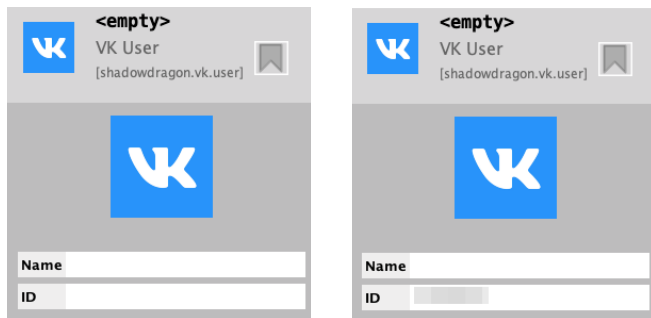 <empty>
VK User
[shadowdragon.vk.user]
Name
ID
<empty>
VK User
[shadowdragon.vk.user]
Name
ID